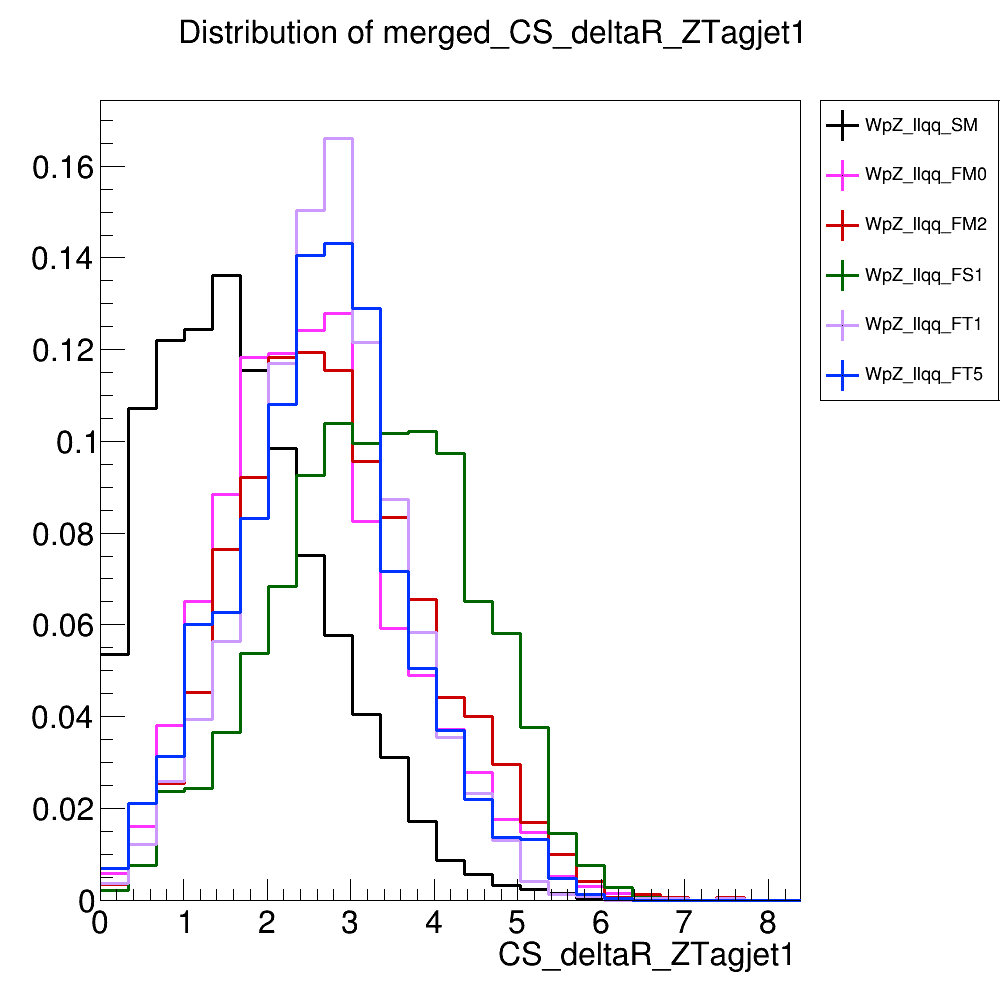 Distribution of merged_CS_deltaR_ZTagjet1
WpZ_llqq_SM
WpZ_llqq_FM0
WpZ_llqq_FM2
WpZ_llqq_FS1
WpZ_llqq_FT1
WpZ_llqq_FT5
0.16
0.14
0.12
0.1
0.08
0.06
0.04
0.02
0
0 1 2 3 4 5 6 7 8
CS_deltaR_ZTagjet1